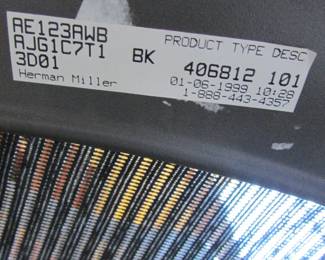 AE123AWB PRODUCT TYPE DESC
AJG1C7T1 BK 406812 101
3D01 01-06-1999 10:28
Herman Miller 1-888-443-4357